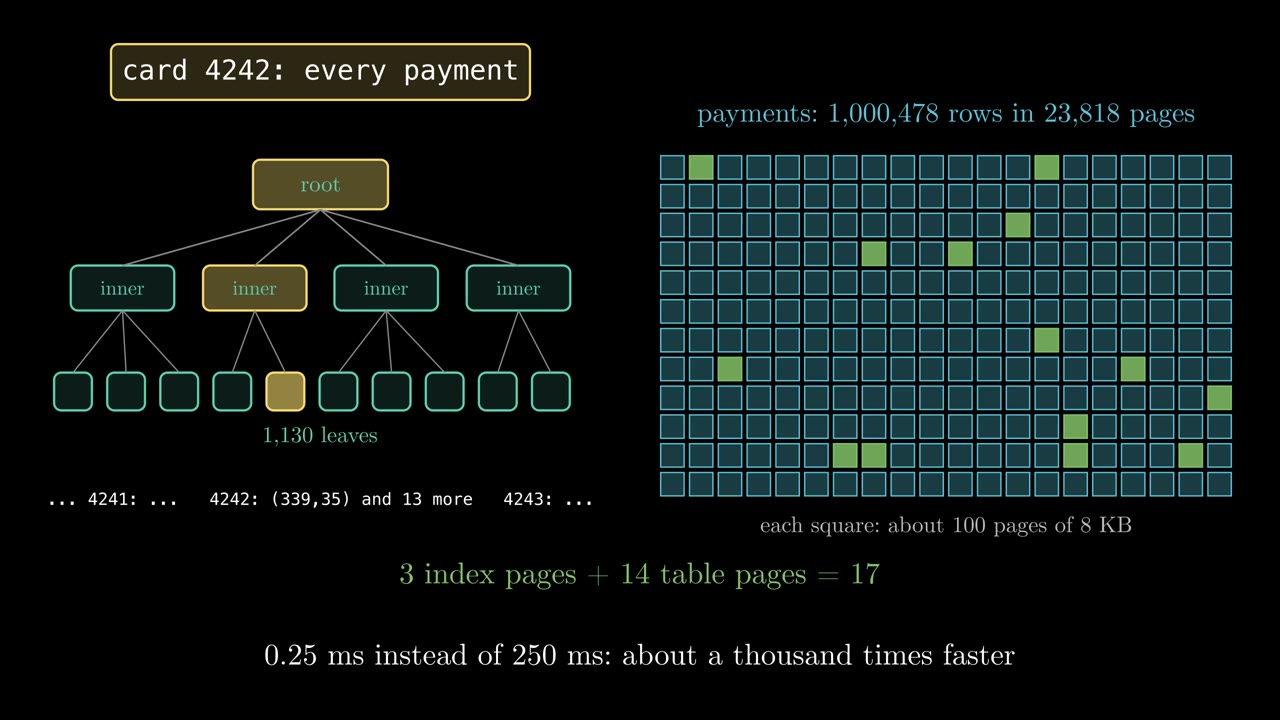 card 4242: every payment
payments: 1,000,478 rows in 23,818 pages
root
inner
inner
inner
inner
1,130 leaves
... 4241: ...   4242: (339,35) and 13 more   4243: ...
each square: about 100 pages of 8 KB
3 index pages + 14 table pages = 17
0.25 ms instead of 250 ms: about a thousand times faster